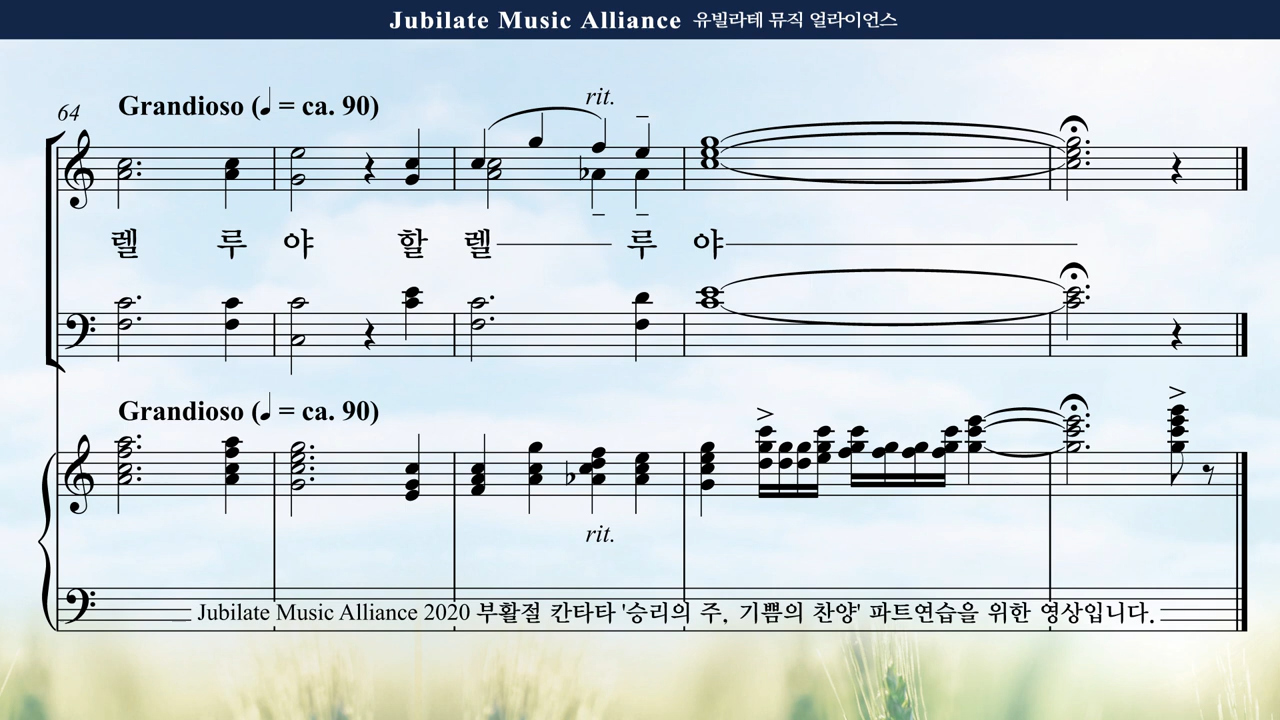 Jubilate Music Alliance 유빌라테 뮤직 얼라이언스
64
Grandioso (♩ = ca. 90)
rit.
렐 루 야 할 렐 루 야
Grandioso (♩ = ca. 90)
rit.
Jubilate Music Alliance 2020 부활절 칸타타 '승리의 주, 기쁨의 찬양' 파트연습을 위한 영상입니다.